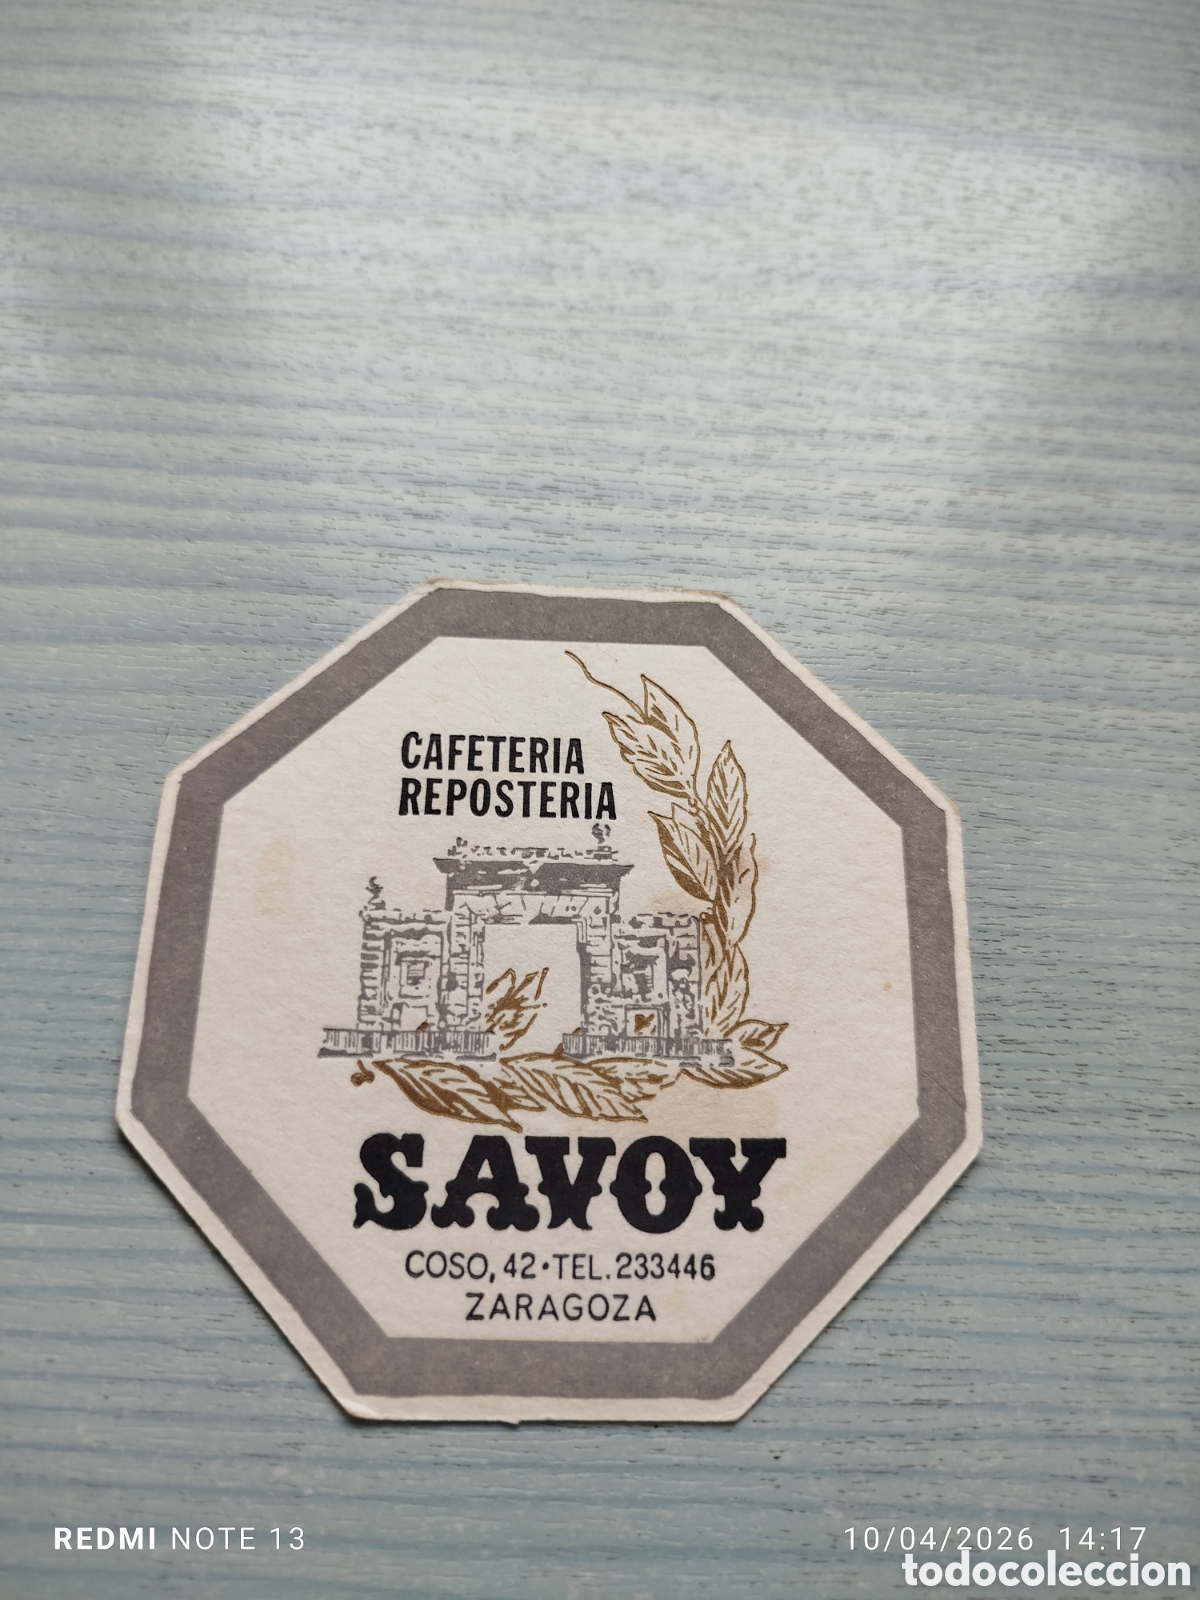 CAFETERIA
REPOSTERIA
SAVOY
COSO, 42·TEL. 233446
ZARAGOZA
REDMI NOTE 13
10/04/2026 14:17
todocoleccion